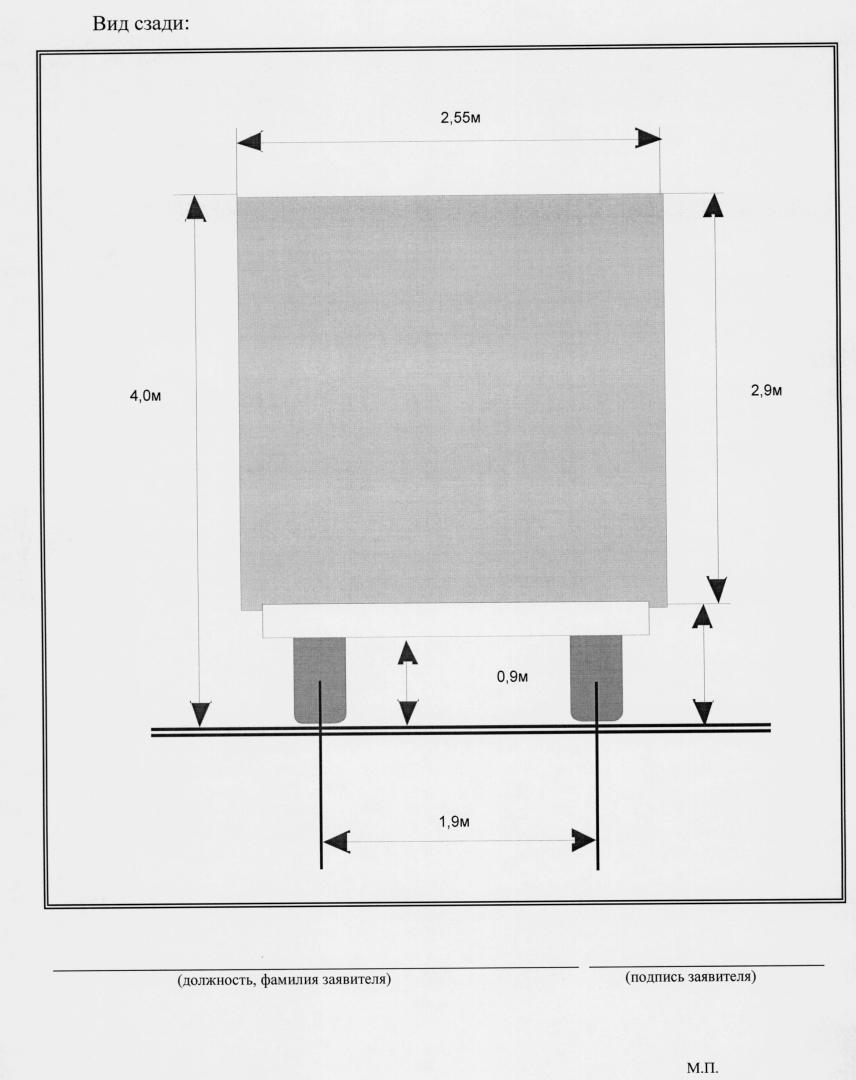 Вид сзади:
2,55м
4,0м
2,9м
0,9м
1,9м
(должность, фамилия заявителя)
(подпись заявителя)
М.П.